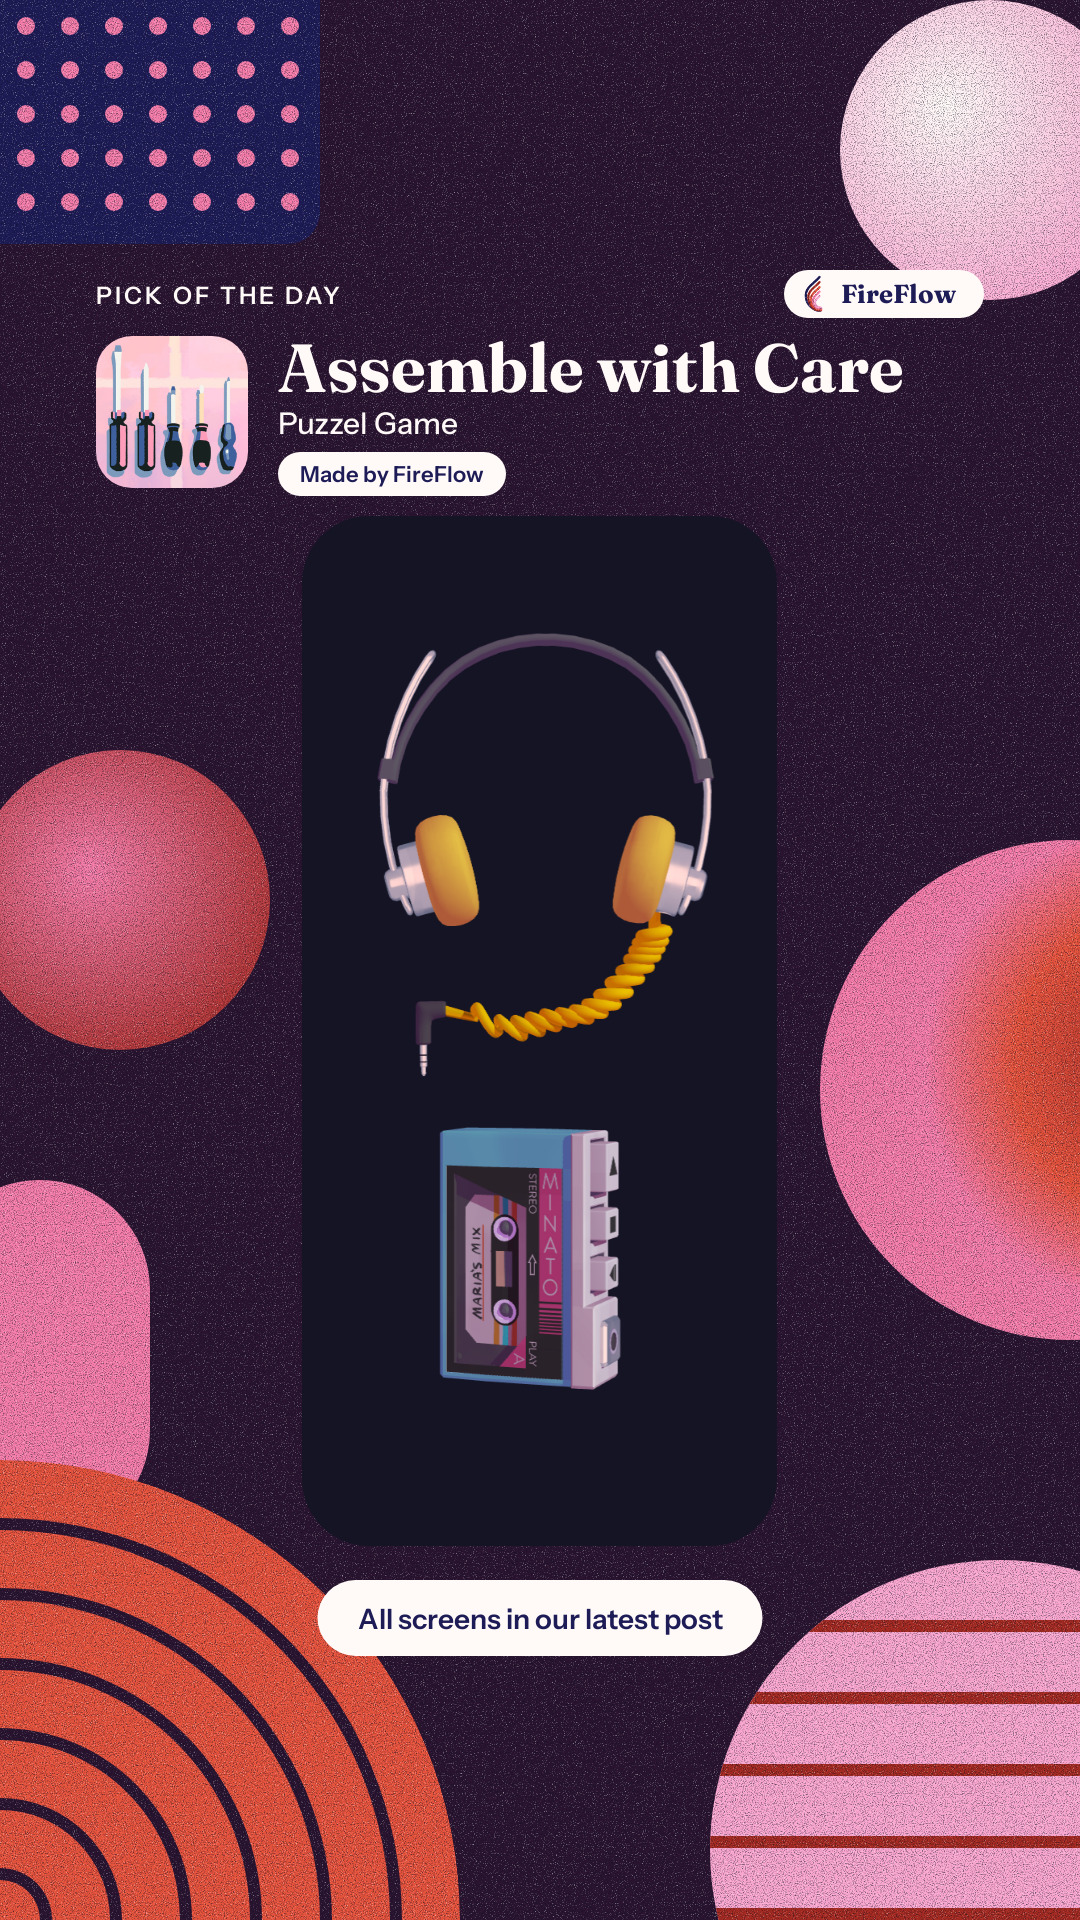 PICK OF THE DAY
FireFlow
Assemble with Care
Puzzel Game
Made by FireFlow
STEREO
MINATO
MARIA'S MIX
A
PLAY
All screens in our latest post